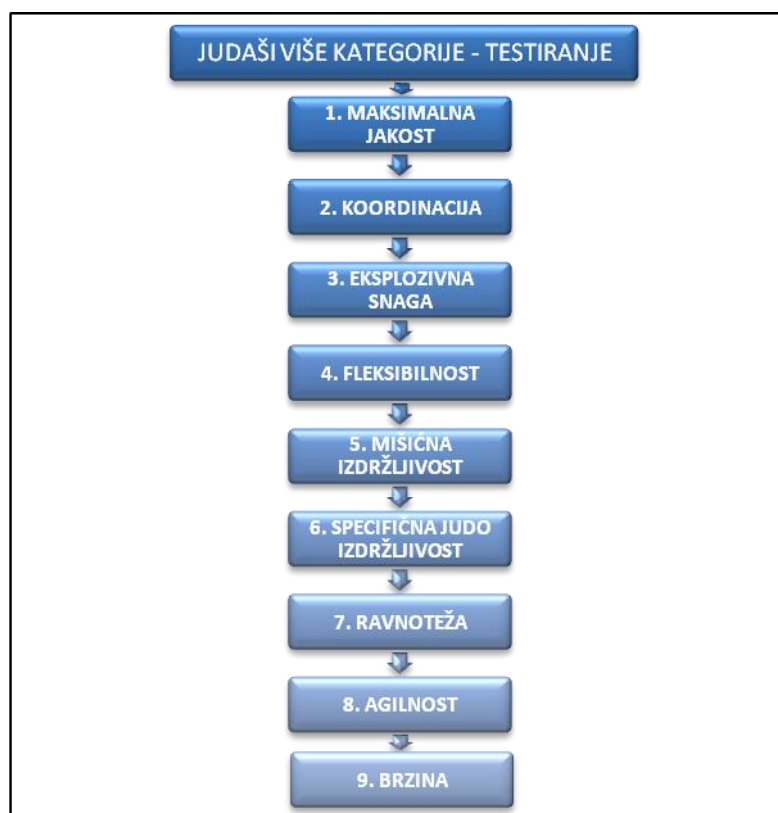 JUDAŠI VIŠE KATEGORIJE - TESTIRANJE
1. MAKSIMALNA
JAKOST
2. KOORDINACIJA
3. EKSPLOZIVNA
SNAGA
4. FLEKSIBILNOST
5. MIŠIĆNA
IZDRŽLJIVOST
6. SPECIFIČNA JUDO
IZDRŽLJIVOST
7. RAVNOTEŽA
8. AGILNOST
9. BRZINA